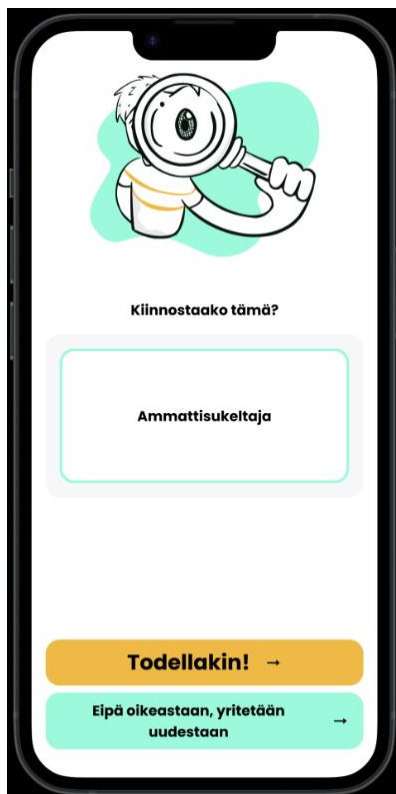 Kiinnostaako tämä?
Ammattisukeltaja
Todellakin! →
Eipä oikeastaan, yritetään →
uudestaan